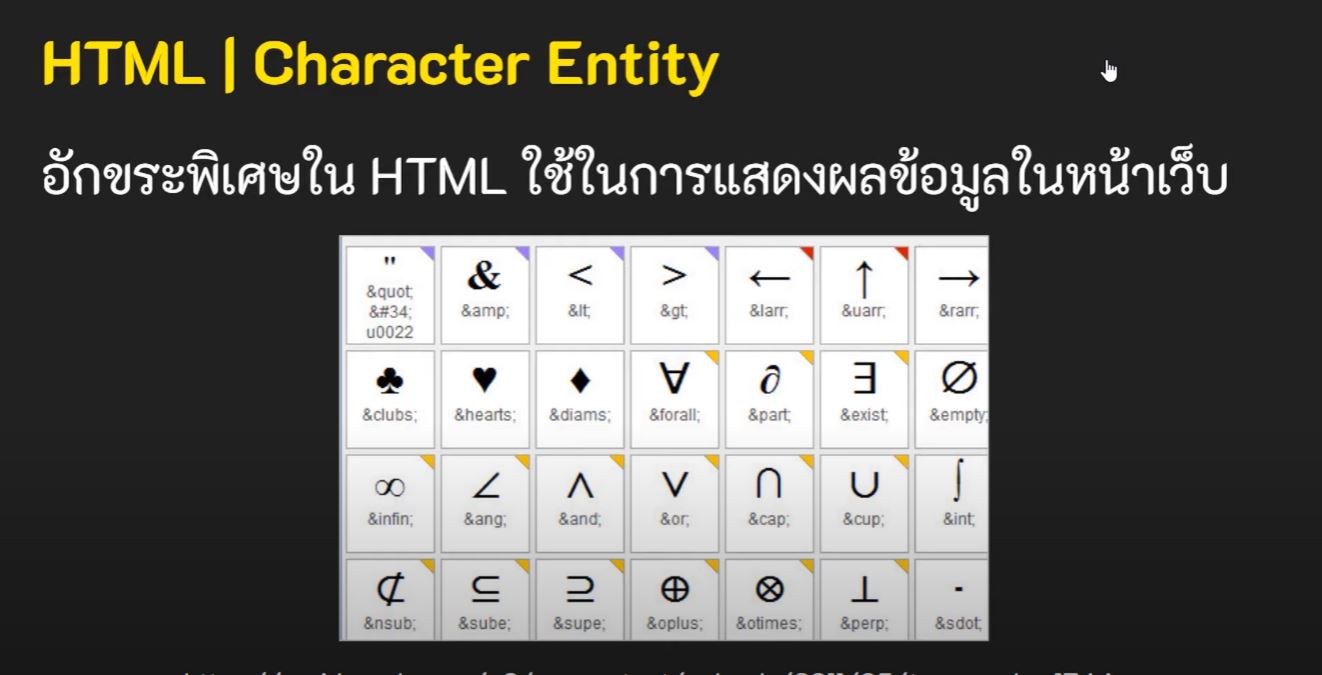 HTML | Character Entity
อักขระพิเศษใน HTML ใช้ในการแสดงผลข้อมูลในหน้าเว็บ
" & < > ← ↑ →
&quot; &amp; &lt; &gt; &larr; &uarr; &rarr;
&#34;
u0022
♣ ♥ ♦ ∀ ∂ ∃ ∅
&clubs; &hearts; &diams; &forall; &part; &exist; &empty;
∞ ∠ ∧ ∨ ∩ ∪ ∫
&infin; &ang; &and; &or; &cap; &cup; &int;
⊄ ⊆ ⊇ ⊕ ⊗ ⊥ ⋅
&nsub; &sube; &supe; &oplus; &otimes; &perp; &sdot;